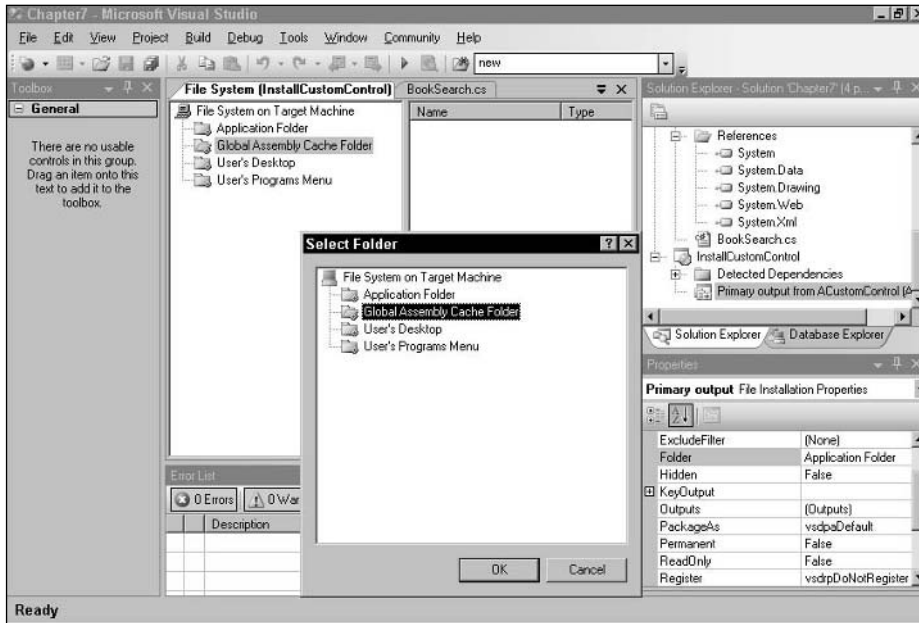 Chapter7 - Microsoft Visual Studio
File Edit View Project Build Debug Tools Window Community Help
new
Toolbox
General
There are no usable
controls in this group.
Drag an item onto this
text to add it to the
toolbox.
File System (InstallCustomControl) BookSearch.cs
File System on Target Machine
Application Folder
Global Assembly Cache Folder
User's Desktop
User's Programs Menu
Name Type
Select Folder
File System on Target Machine
Application Folder
Global Assembly Cache Folder
User's Desktop
User's Programs Menu
OK Cancel
Error List
0 Errors 0 War
Description
Solution Explorer - Solution 'Chapter7' (4 p...
References
System
System.Data
System.Drawing
System.Web
System.Xml
BookSearch.cs
InstallCustomControl
Detected Dependencies
Primary output from ACustomControl (A
Solution Explorer Database Explorer
Properties
Primary output File Installation Properties
ExcludeFilter (None)
Folder Application Folder
Hidden False
KeyOutput
Outputs (Outputs)
PackageAs vsdpaDefault
Permanent False
ReadOnly False
Register vsdrpDoNotRegister
Ready